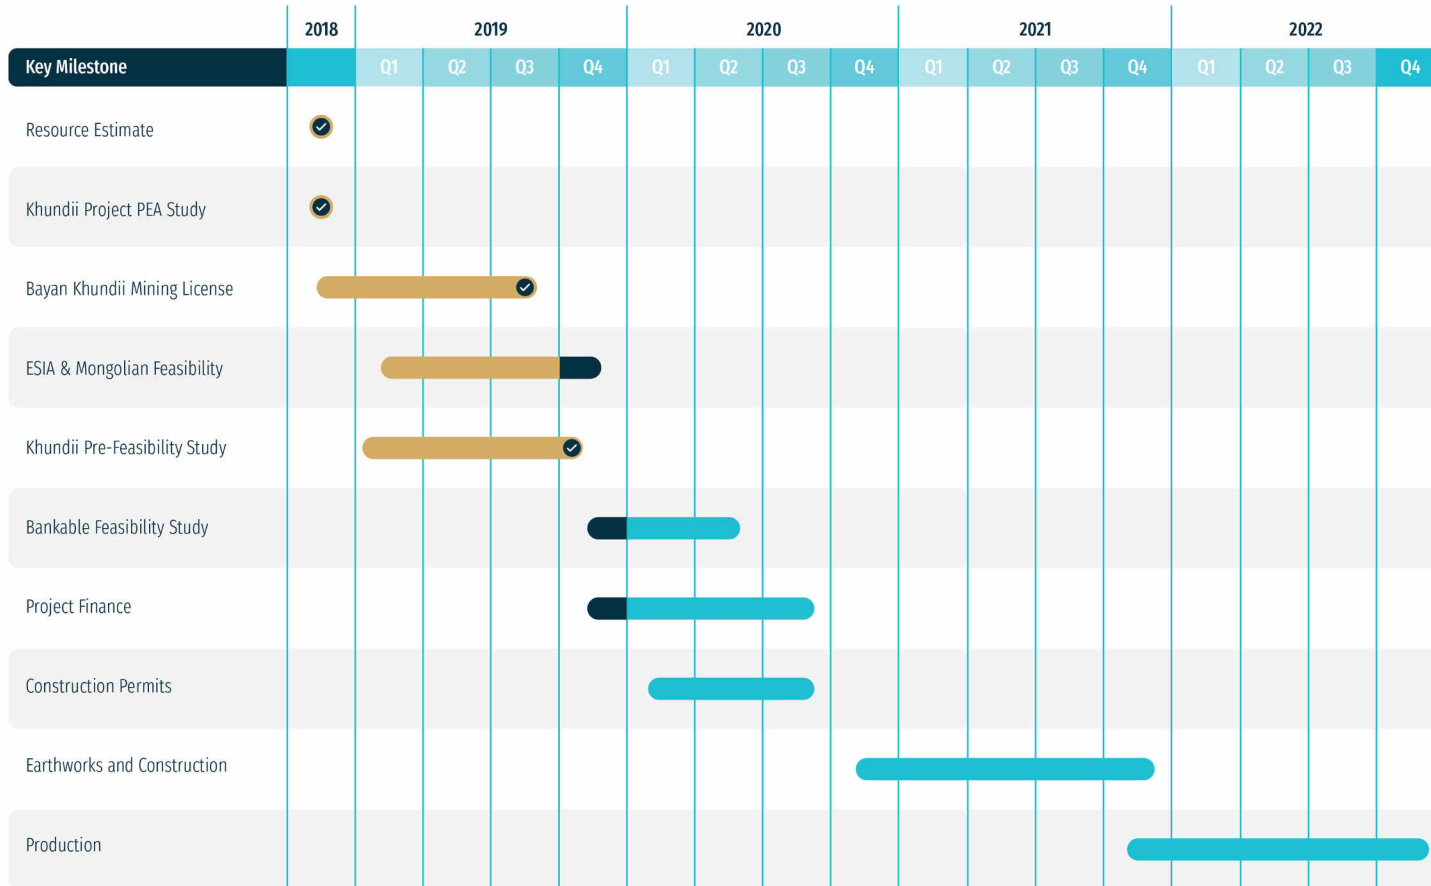 2018 2019 2020 2021 2022
Key Milestone Q1 Q2 Q3 Q4 Q1 Q2 Q3 Q4 Q1 Q2 Q3 Q4 Q1 Q2 Q3 Q4
Resource Estimate
Khundii Project PEA Study
Bayan Khundii Mining License
ESIA & Mongolian Feasibility
Khundii Pre-Feasibility Study
Bankable Feasibility Study
Project Finance
Construction Permits
Earthworks and Construction
Production